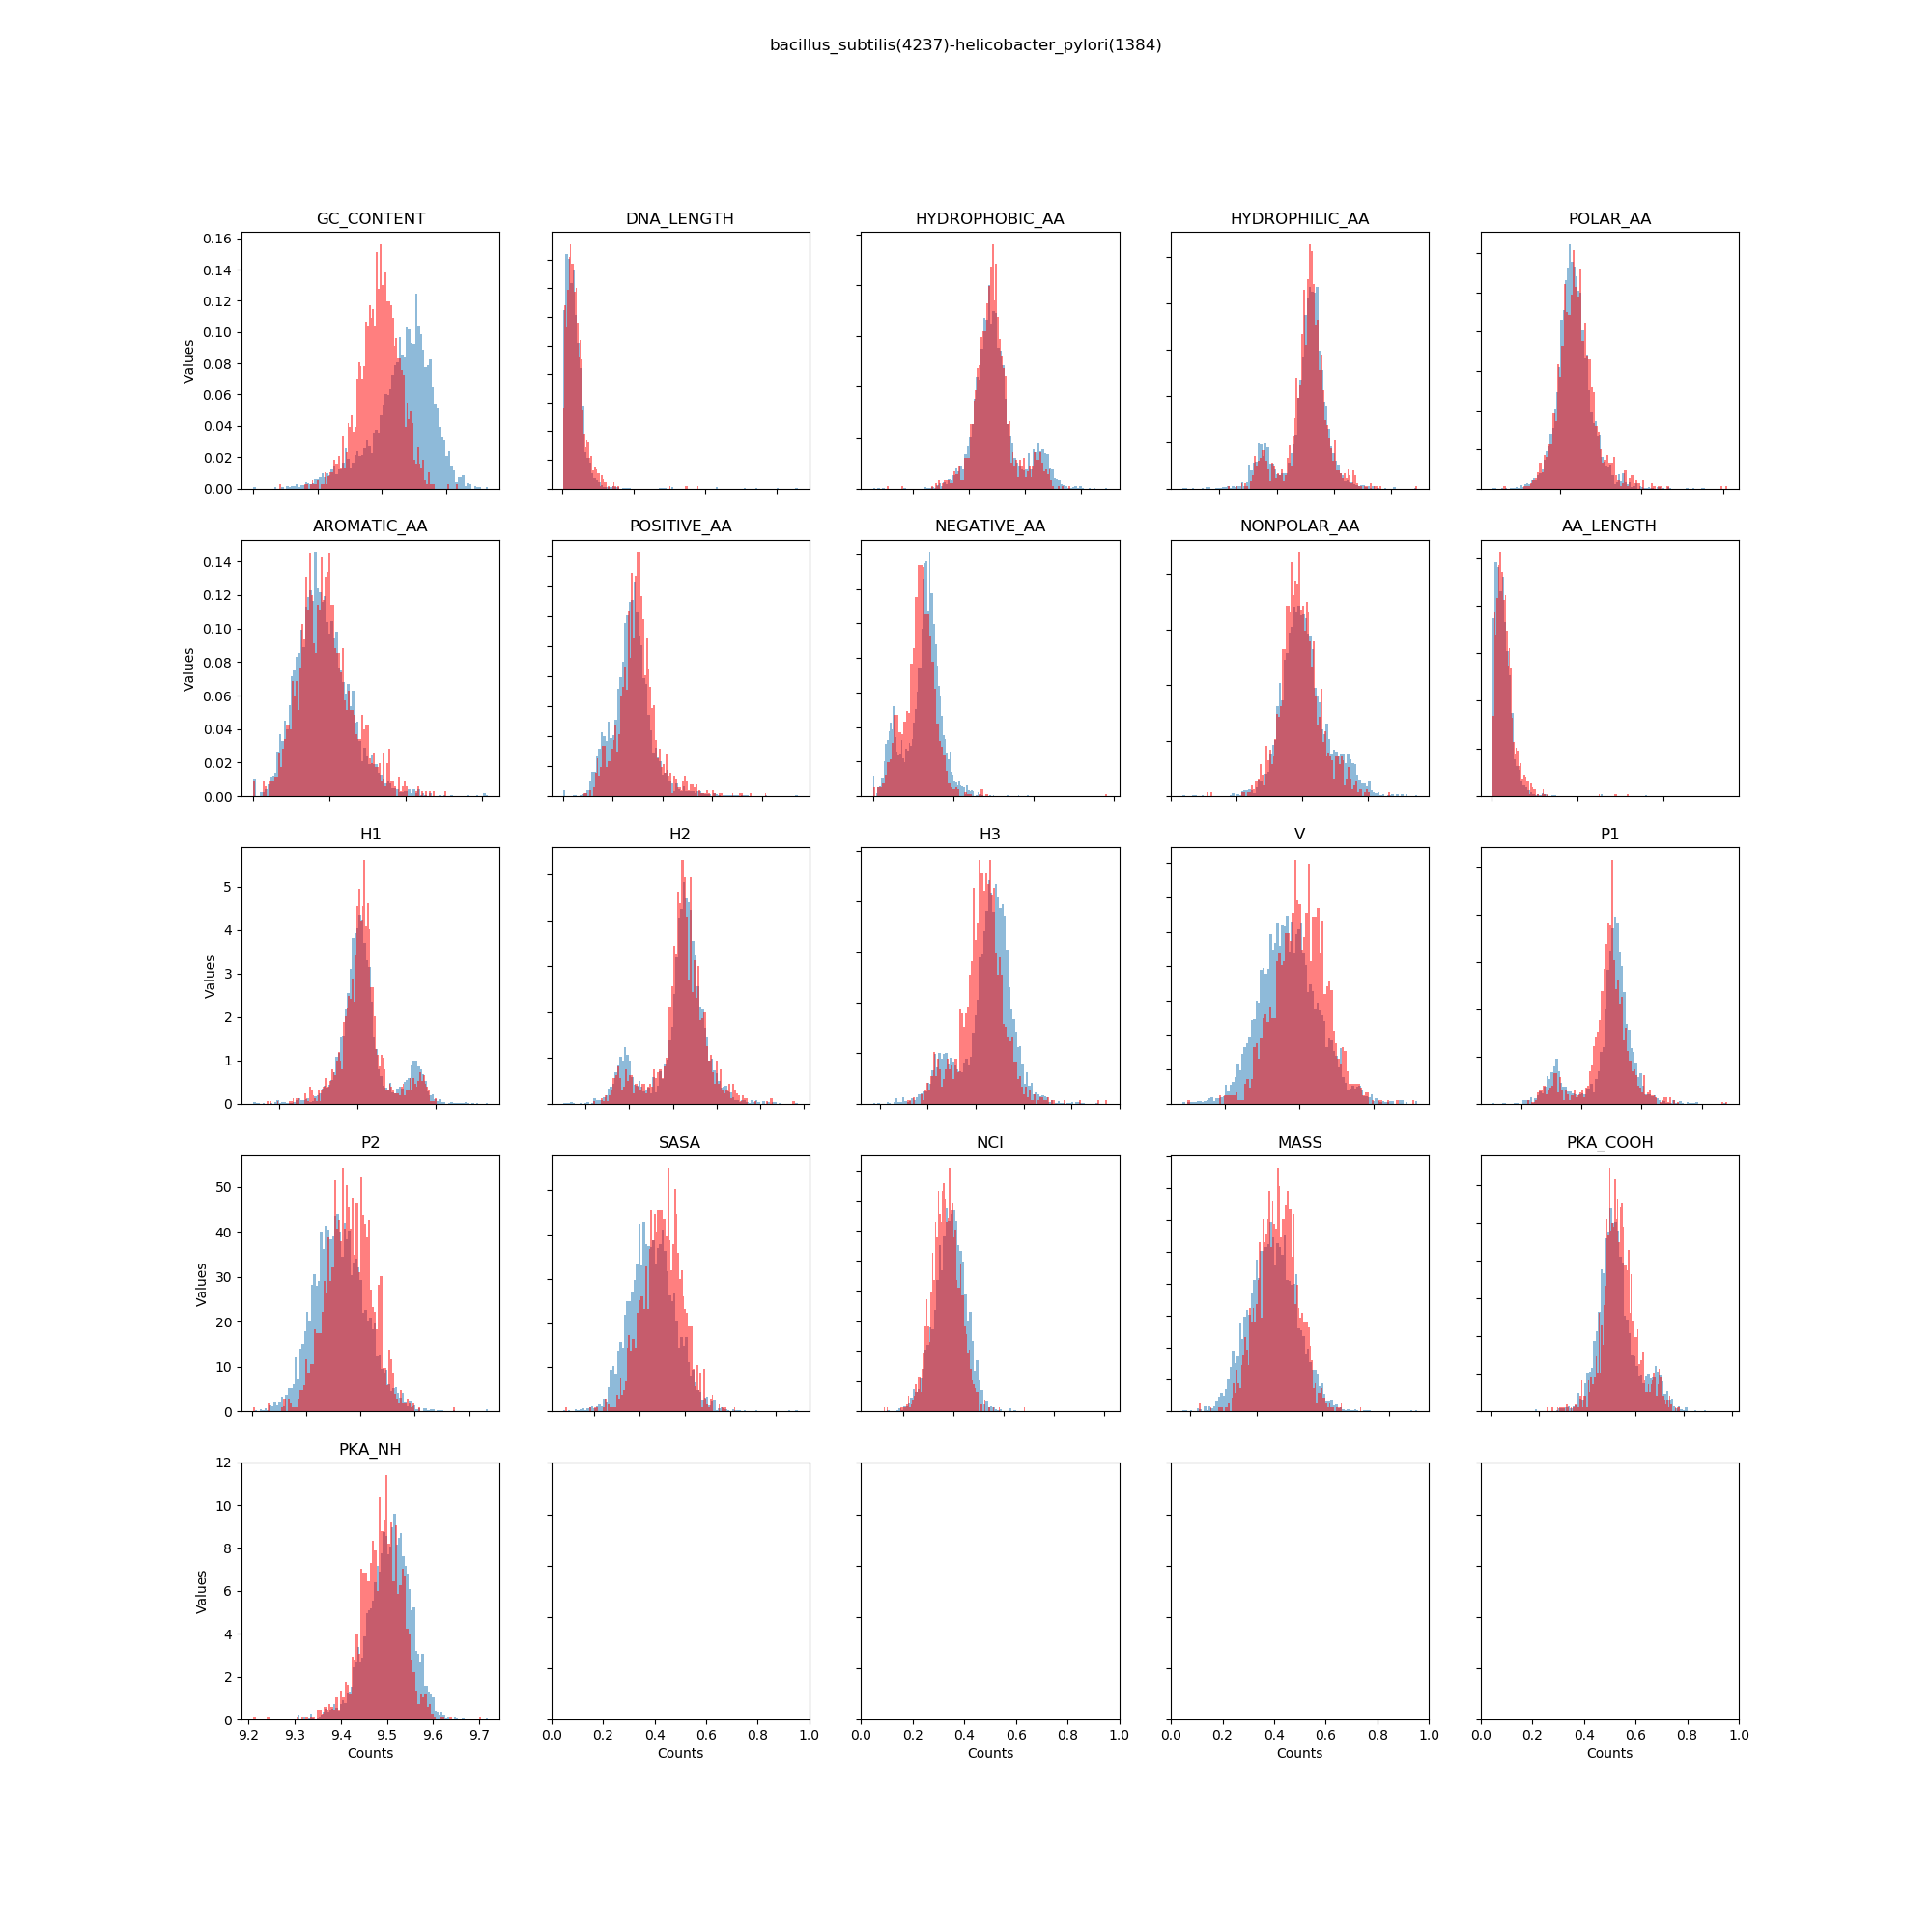 bacillus_subtilis(4237)-helicobacter_pylori(1384)
GC_CONTENT DNA_LENGTH HYDROPHOBIC_AA HYDROPHILIC_AA POLAR_AA
0.16
0.14
0.12
0.10
0.08
0.06
0.04
0.02
0.00
Values
AROMATIC_AA POSITIVE_AA NEGATIVE_AA NONPOLAR_AA AA_LENGTH
0.14
0.12
0.10
0.08
0.06
0.04
0.02
0.00
Values
H1 H2 H3 V P1
5
4
3
2
1
0
Values
P2 SASA NCI MASS PKA_COOH
50
40
30
20
10
0
Values
PKA_NH
12
10
8
6
4
2
0
Values
9.2 9.3 9.4 9.5 9.6 9.7 0.0 0.2 0.4 0.6 0.8 1.0 0.0 0.2 0.4 0.6 0.8 1.0 0.0 0.2 0.4 0.6 0.8 1.0 0.0 0.2 0.4 0.6 0.8 1.0
Counts Counts Counts Counts Counts